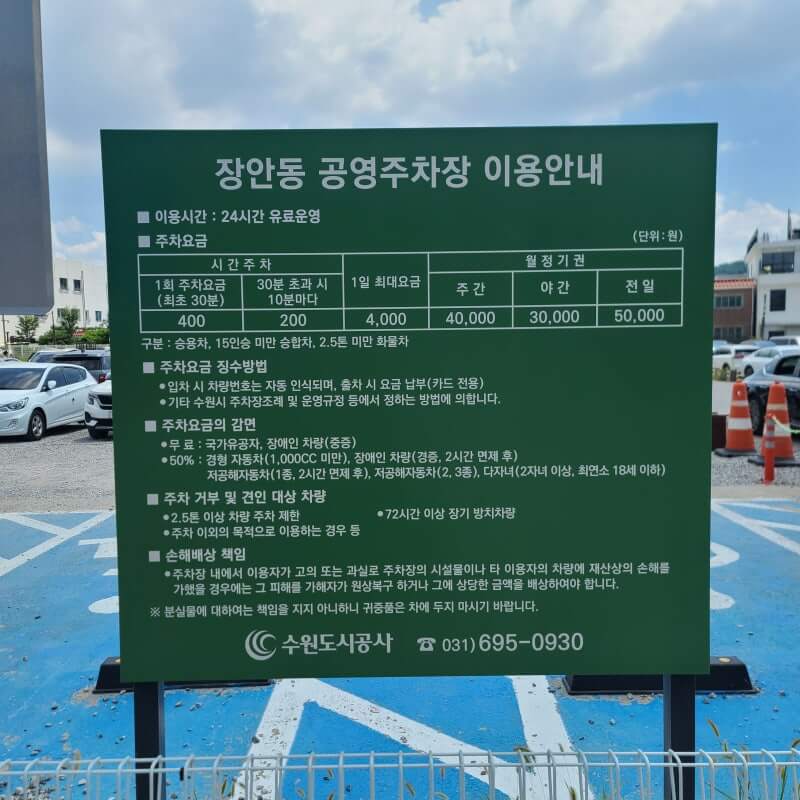 장안동 공영주차장 이용안내
■ 이용시간 : 24시간 유료운영
■ 주차요금
(단위:원)
시간주차
월정기권
1회 주차요금
(최초 30분)
30분 초과 시
10분마다
1일 최대요금
주간
야간
전일
400
200
4,000
40,000
30,000
50,000
구분 : 승용차, 15인승 미만 승합차, 2.5톤 미만 화물차
■ 주차요금 징수방법
●입차 시 차량번호는 자동 인식되며, 출차 시 요금 납부(카드 전용)
●기타 수원시 주차장조례 및 운영규정 등에서 정하는 방법에 의합니다.
■ 주차요금의 감면
●무료 : 국가유공자, 장애인 차량(중증)
●50% : 경형 자동차(1,000CC 미만), 장애인 차량(경증, 2시간 면제 후)
저공해자동차(1종, 2시간 면제 후), 저공해자동차(2, 3종), 다자녀(2자녀 이상, 최연소 18세 이하)
■ 주차 거부 및 견인 대상 차량
●2.5톤 이상 차량 주차 제한 ●72시간 이상 장기 방치차량
●주차 이외의 목적으로 이용하는 경우 등
■ 손해배상 책임
●주차장 내에서 이용자가 고의 또는 과실로 주차장의 시설물이나 타 이용자의 차량에 재산상의 손해를
가했을 경우에는 그 피해를 가해자가 원상복구 하거나 그에 상당한 금액을 배상하여야 합니다.
※ 분실물에 대하여는 책임을 지지 아니하니 귀중품은 차에 두지 마시기 바랍니다.
수원도시공사 ☎ 031) 695-0930